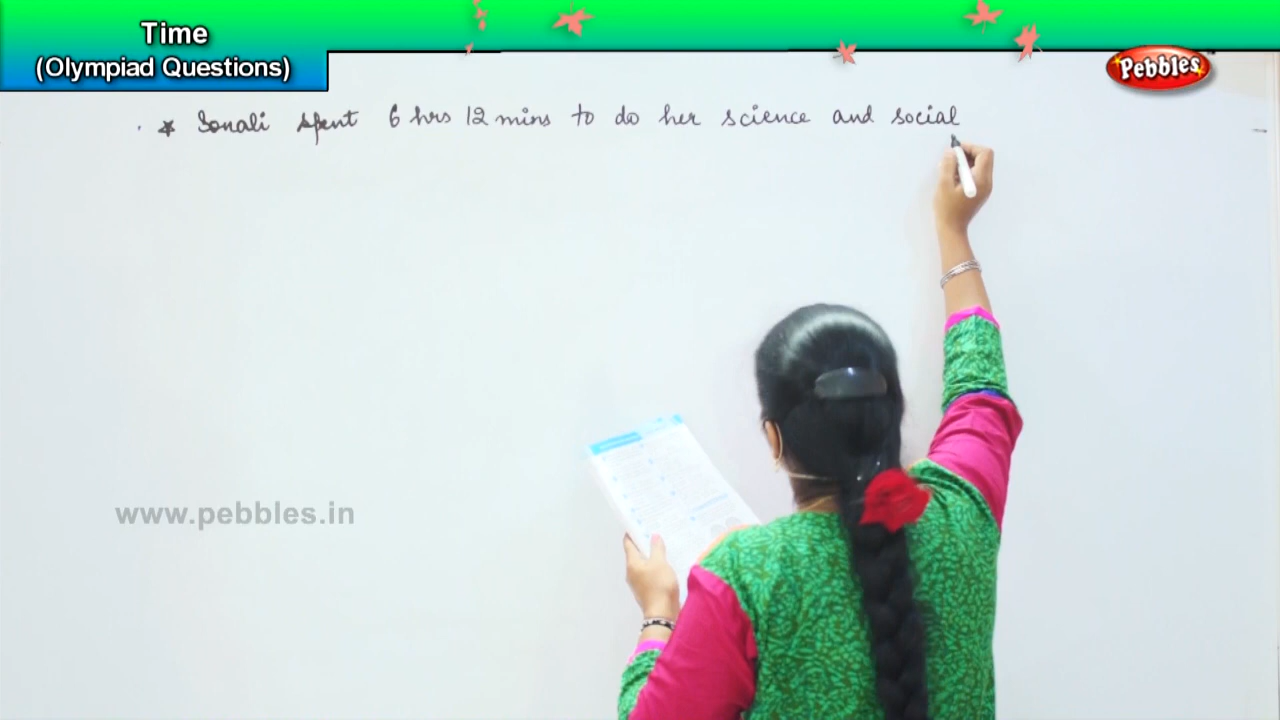 Time
(Olympiad Questions)
Pebbles
* Sonali spent 6 hrs 12 mins to do her science and social
www.pebbles.in